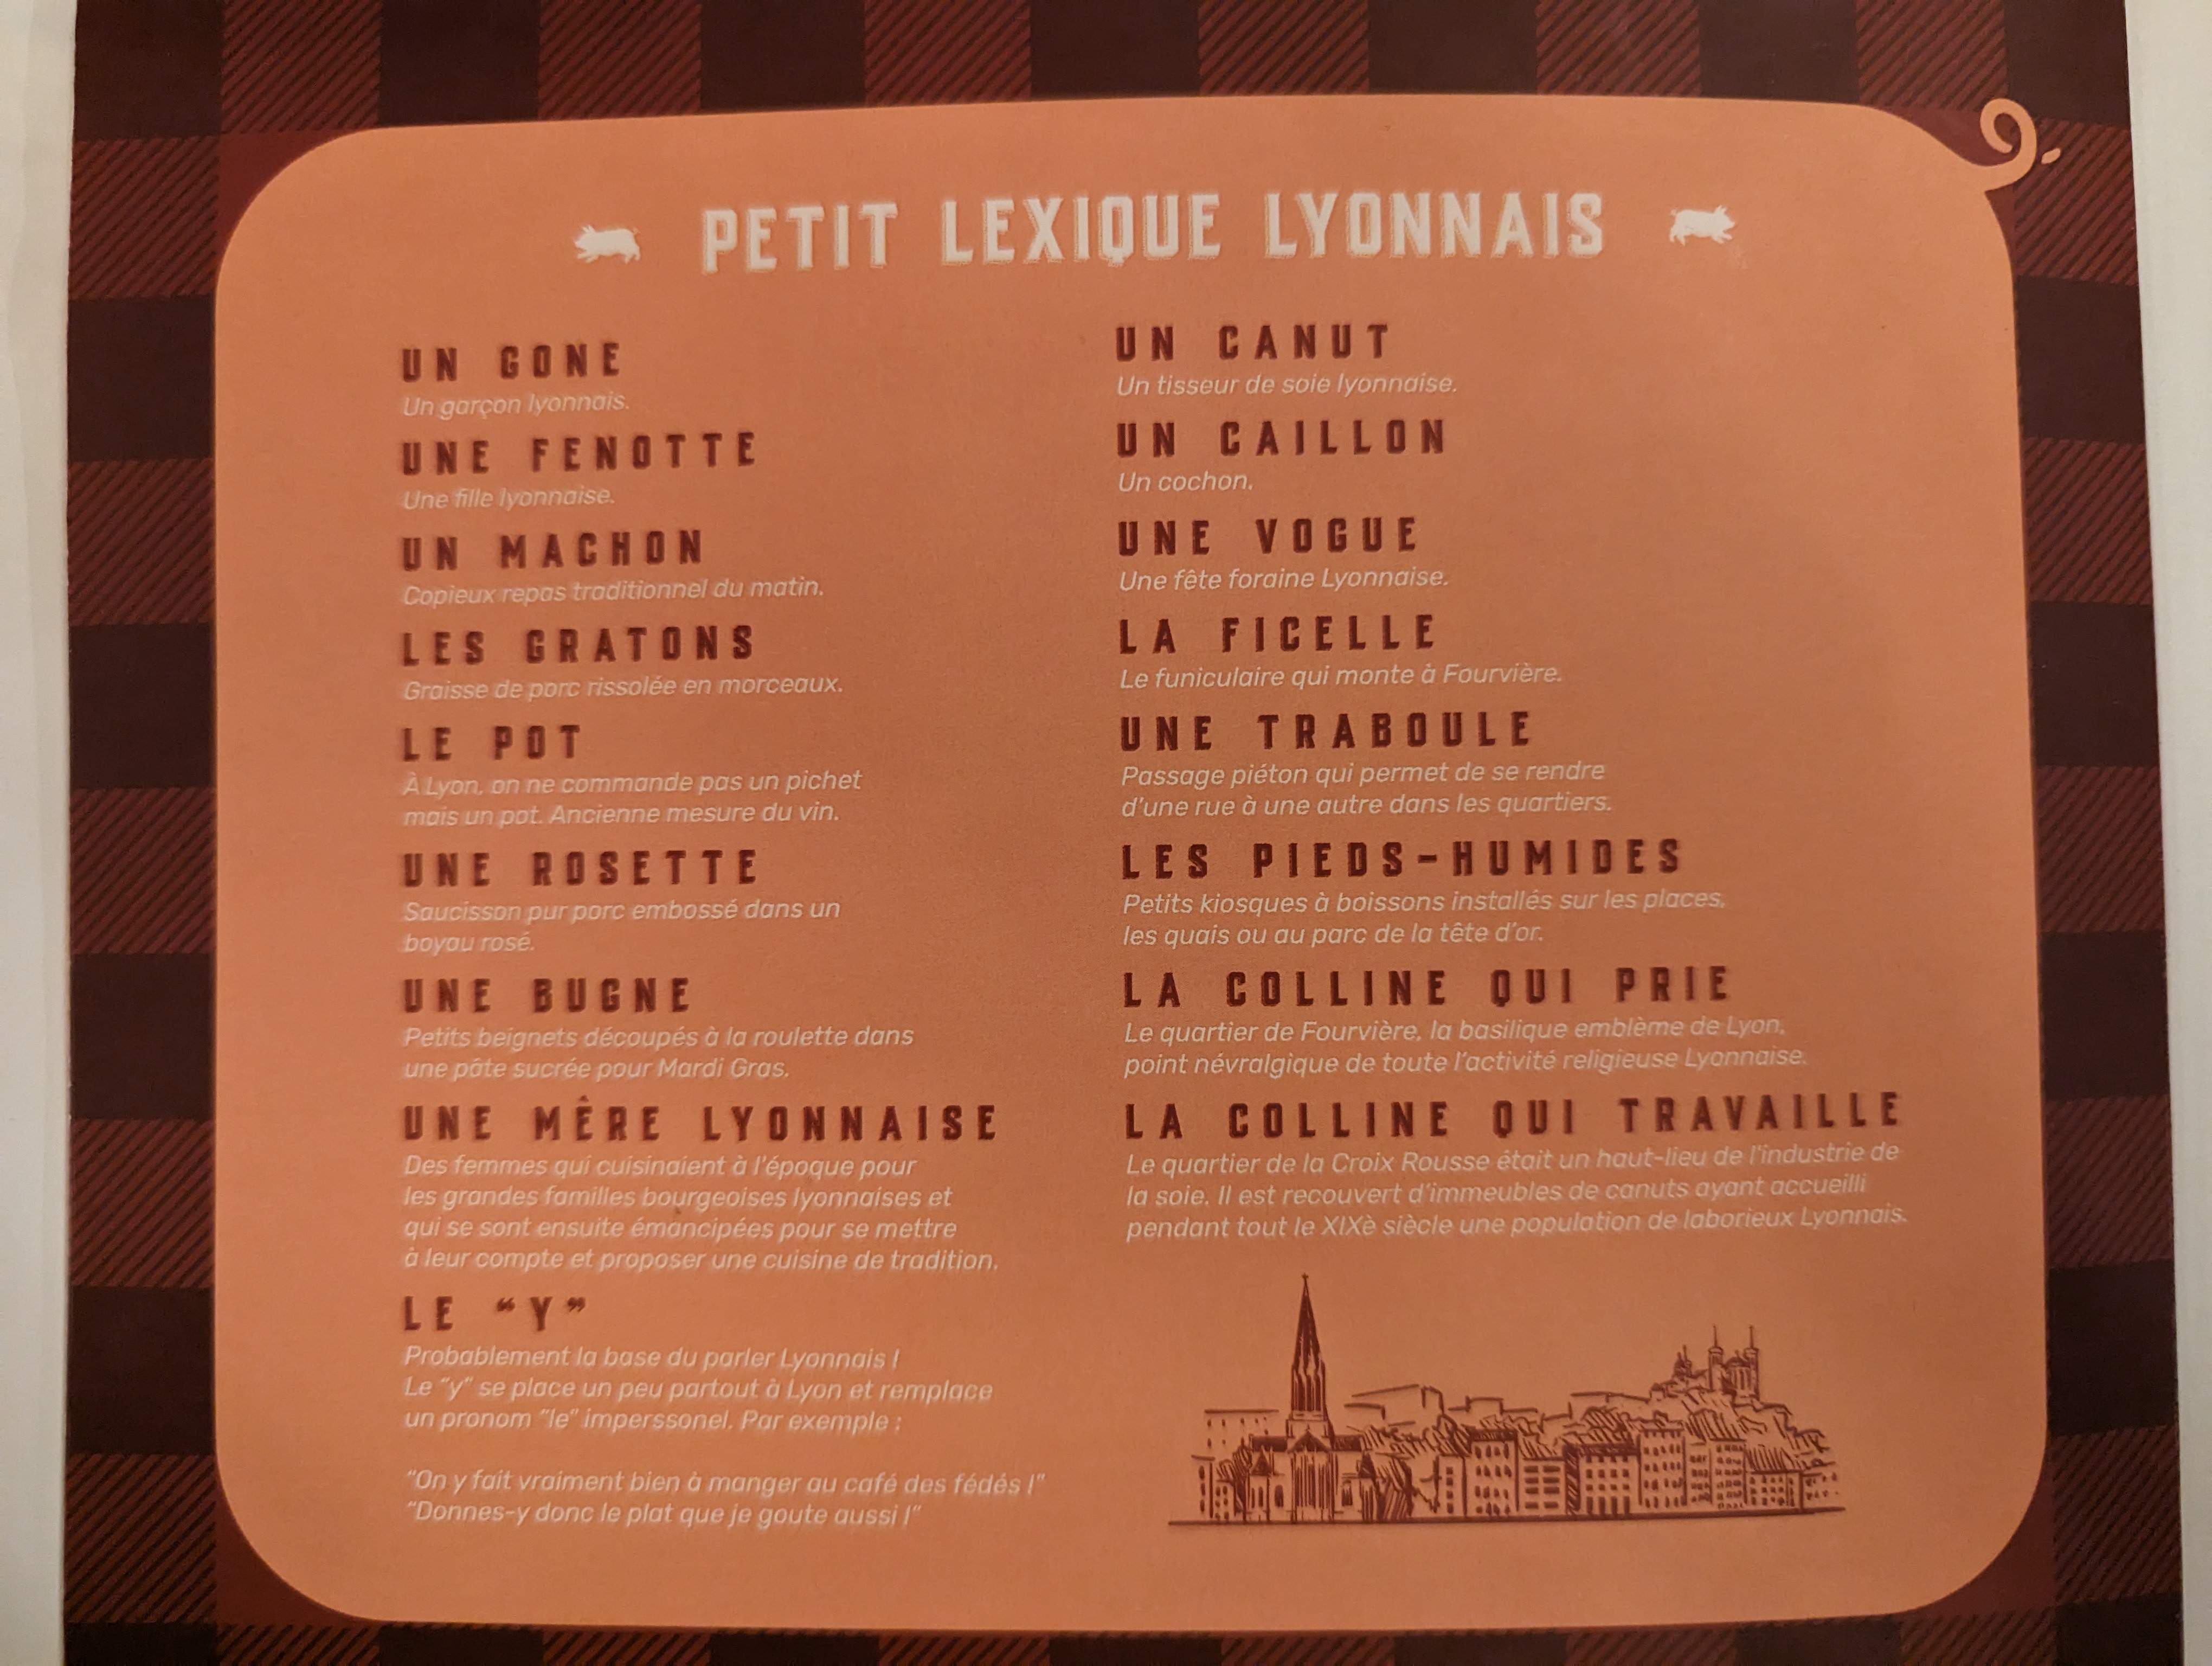 PETIT LEXIQUE LYONNAIS
UN GONE
Un garçon lyonnais.
UNE FENOTTE
Une fille lyonnaise.
UN MACHON
Copieux repas traditionnel du matin.
LES GRATONS
Graisse de porc rissolée en morceaux.
LE POT
À Lyon, on ne commande pas un pichet
mais un pot. Ancienne mesure du vin.
UNE ROSETTE
Saucisson pur porc embossé dans un
boyau rosé.
UNE BUGNE
Petits beignets découpés à la roulette dans
une pâte sucrée pour Mardi Gras.
UNE MÊRE LYONNAISE
Des femmes qui cuisinaient à l'époque pour
les grandes familles bourgeoises lyonnaises et
qui se sont ensuite émancipées pour se mettre
à leur compte et proposer une cuisine de tradition.
LE “Y”
Probablement la base du parler Lyonnais !
Le “y” se place un peu partout à Lyon et remplace
un pronom “le” imperssonel. Par exemple :
“On y fait vraiment bien à manger au café des fédés !”
“Donnes-y donc le plat que je goute aussi !”
UN CANUT
Un tisseur de soie lyonnaise.
UN CAILLON
Un cochon.
UNE VOGUE
Une fête foraine Lyonnaise.
LA FICELLE
Le funiculaire qui monte à Fourvière.
UNE TRABOULE
Passage piéton qui permet de se rendre
d'une rue à une autre dans les quartiers.
LES PIEDS-HUMIDES
Petits kiosques à boissons installés sur les places,
les quais ou au parc de la tête d'or.
LA COLLINE QUI PRIE
Le quartier de Fourvière, la basilique emblème de Lyon,
point névralgique de toute l'activité religieuse Lyonnaise.
LA COLLINE QUI TRAVAILLE
Le quartier de la Croix Rousse était un haut-lieu de l'industrie de
la soie. Il est recouvert d'immeubles de canuts ayant accueilli
pendant tout le XIXè siècle une population de laborieux Lyonnais.